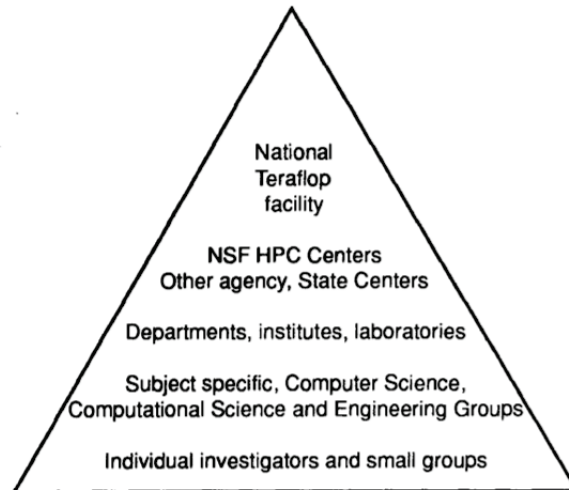 National
Teraflop
facility
NSF HPC Centers
Other agency, State Centers
Departments, institutes, laboratories
Subject specific, Computer Science,
Computational Science and Engineering Groups
Individual investigators and small groups